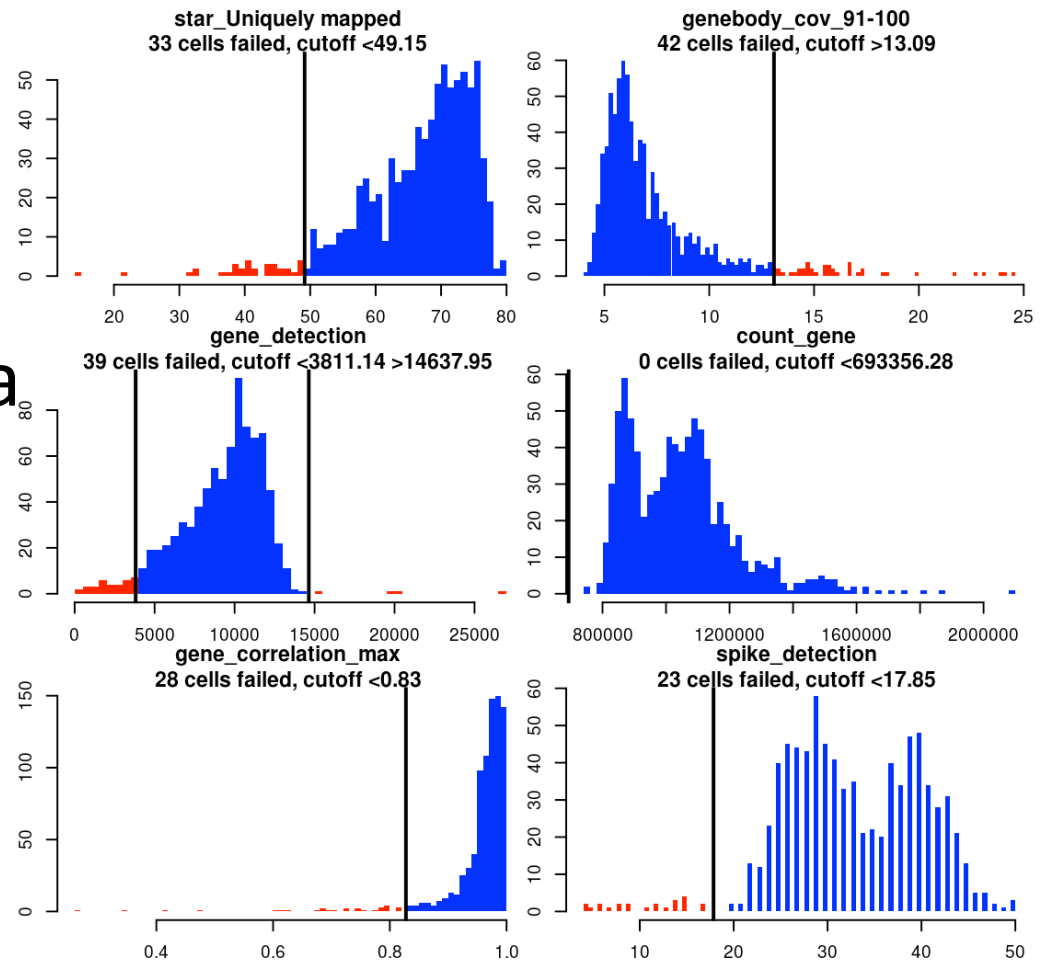 star_Uniquely mapped
33 cells failed, cutoff <49.15
0 10 20 30 40 50
20 30 40 50 60 70 80
genebody_cov_91-100
42 cells failed, cutoff >13.09
0 10 20 30 40 50 60
5 10 15 20 25
a
gene_detection
39 cells failed, cutoff <3811.14 >14637.95
0 20 40 60 80
0 5000 10000 15000 20000 25000
count_gene
0 cells failed, cutoff <693356.28
0 10 20 30 40 50 60
800000 1200000 1600000 2000000
gene_correlation_max
28 cells failed, cutoff <0.83
0 50 100 150
0.4 0.6 0.8 1.0
spike_detection
23 cells failed, cutoff <17.85
0 10 20 30 40 50 60
10 20 30 40 50